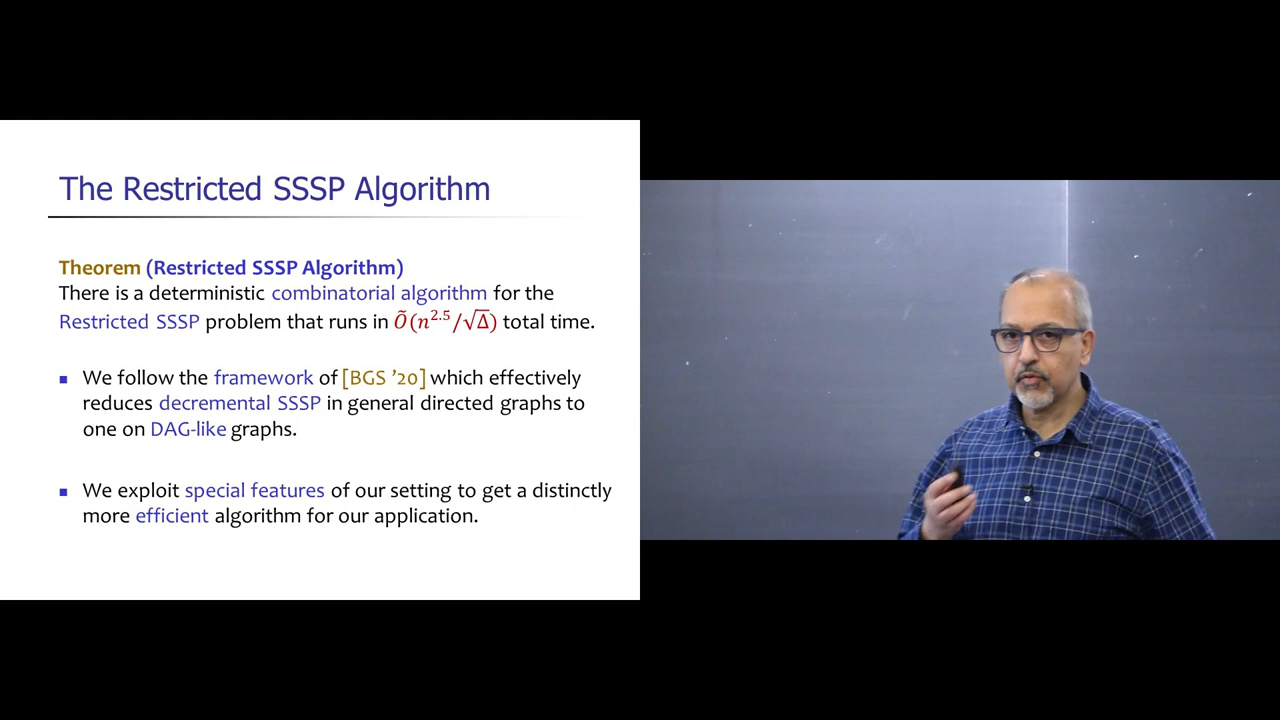 The Restricted SSSP Algorithm
Theorem (Restricted SSSP Algorithm)
There is a deterministic combinatorial algorithm for the
Restricted SSSP problem that runs in Õ(n^2.5/√Δ) total time.
▪ We follow the framework of [BGS ’20] which effectively
reduces decremental SSSP in general directed graphs to
one on DAG-like graphs.
▪ We exploit special features of our setting to get a distinctly
more efficient algorithm for our application.